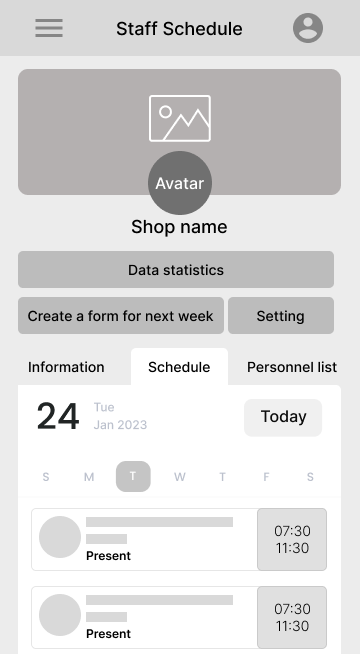 Staff Schedule
Avatar
Shop name
Data statistics
Create a form for next week
Setting
Information
Schedule
Personnel list
24
Tue
Jan 2023
Today
S M T W T F S
Present
07:30
11:30
Present
07:30
11:30